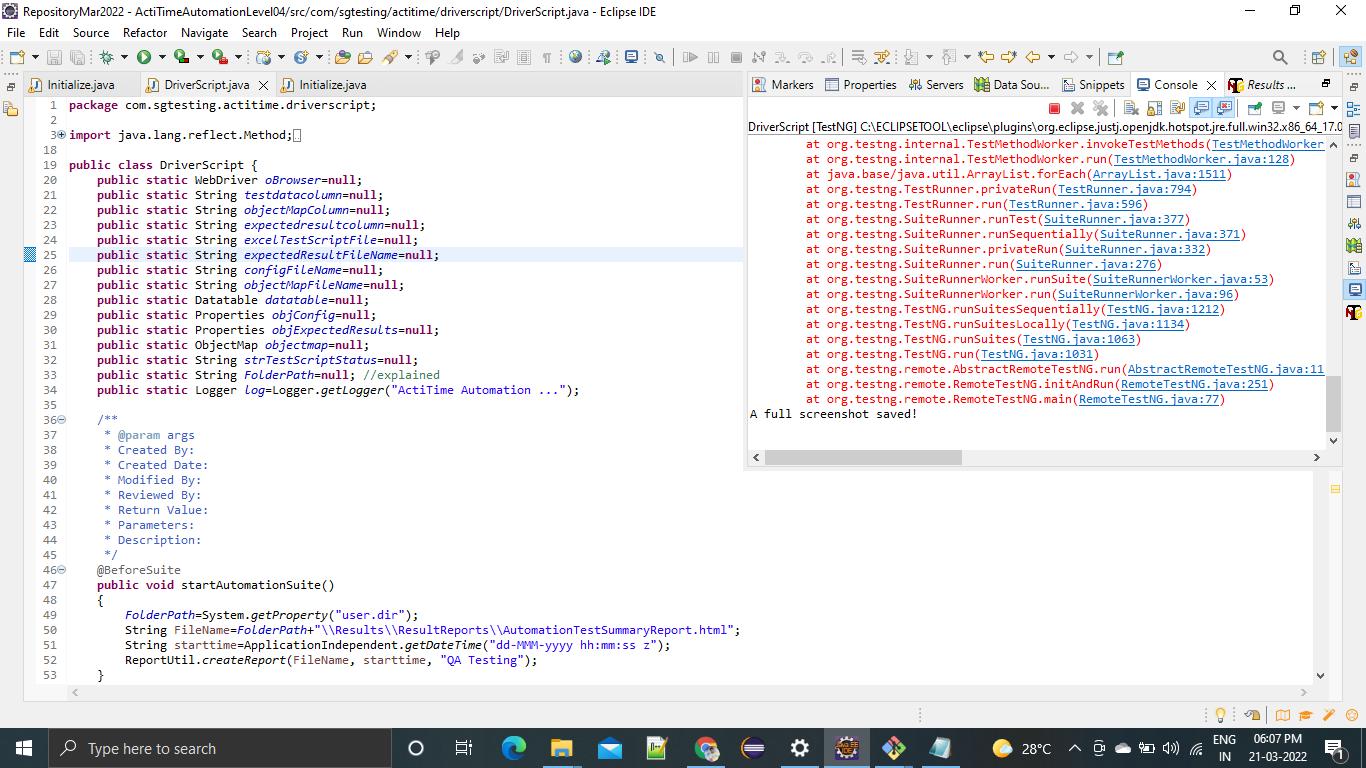 RepositoryMar2022 - ActiTimeAutomationLevel04/src/com/sgtesting/actitime/driverscript/DriverScript.java - Eclipse IDE
File Edit Source Refactor Navigate Search Project Run Window Help
Initialize.java DriverScript.java Initialize.java
1 package com.sgtesting.actitime.driverscript;
2
3 import java.lang.reflect.Method;
18
19 public class DriverScript {
20 public static WebDriver oBrowser=null;
21 public static String testdatacolumn=null;
22 public static String objectMapColumn=null;
23 public static String expectedresultcolumn=null;
24 public static String excelTestScriptFile=null;
25 public static String expectedResultFileName=null;
26 public static String configFileName=null;
27 public static String objectMapFileName=null;
28 public static Datatable datatable=null;
29 public static Properties objConfig=null;
30 public static Properties objExpectedResults=null;
31 public static ObjectMap objectmap=null;
32 public static String strTestScriptStatus=null;
33 public static String FolderPath=null; //explained
34 public static Logger log=Logger.getLogger("ActiTime Automation ...");
35
36 /**
37 * @param args
38 * Created By:
39 * Created Date:
40 * Modified By:
41 * Reviewed By:
42 * Return Value:
43 * Parameters:
44 * Description:
45 */
46 @BeforeSuite
47 public void startAutomationSuite()
48 {
49 FolderPath=System.getProperty("user.dir");
50 String FileName=FolderPath+"\\Results\\ResultReports\\AutomationTestSummaryReport.html";
51 String starttime=ApplicationIndependent.getDateTime("dd-MMM-yyyy hh:mm:ss z");
52 ReportUtil.createReport(FileName, starttime, "QA Testing");
53 }
Markers Properties Servers Data Sou... Snippets Console Results ...
DriverScript [TestNG] C:\ECLIPSETOOL\eclipse\plugins\org.eclipse.justj.openjdk.hotspot.jre.full.win32.x86_64_17.0
at org.testng.internal.TestMethodWorker.invokeTestMethods(TestMethodWorker
at org.testng.internal.TestMethodWorker.run(TestMethodWorker.java:128)
at java.base/java.util.ArrayList.forEach(ArrayList.java:1511)
at org.testng.TestRunner.privateRun(TestRunner.java:794)
at org.testng.TestRunner.run(TestRunner.java:596)
at org.testng.SuiteRunner.runTest(SuiteRunner.java:377)
at org.testng.SuiteRunner.runSequentially(SuiteRunner.java:371)
at org.testng.SuiteRunner.privateRun(SuiteRunner.java:332)
at org.testng.SuiteRunner.run(SuiteRunner.java:276)
at org.testng.SuiteRunnerWorker.runSuite(SuiteRunnerWorker.java:53)
at org.testng.SuiteRunnerWorker.run(SuiteRunnerWorker.java:96)
at org.testng.TestNG.runSuitesSequentially(TestNG.java:1212)
at org.testng.TestNG.runSuitesLocally(TestNG.java:1134)
at org.testng.TestNG.runSuites(TestNG.java:1063)
at org.testng.TestNG.run(TestNG.java:1031)
at org.testng.remote.AbstractRemoteTestNG.run(AbstractRemoteTestNG.java:11
at org.testng.remote.RemoteTestNG.initAndRun(RemoteTestNG.java:251)
at org.testng.remote.RemoteTestNG.main(RemoteTestNG.java:77)
A full screenshot saved!
Type here to search
28°C
ENG
IN
06:07 PM
21-03-2022
1